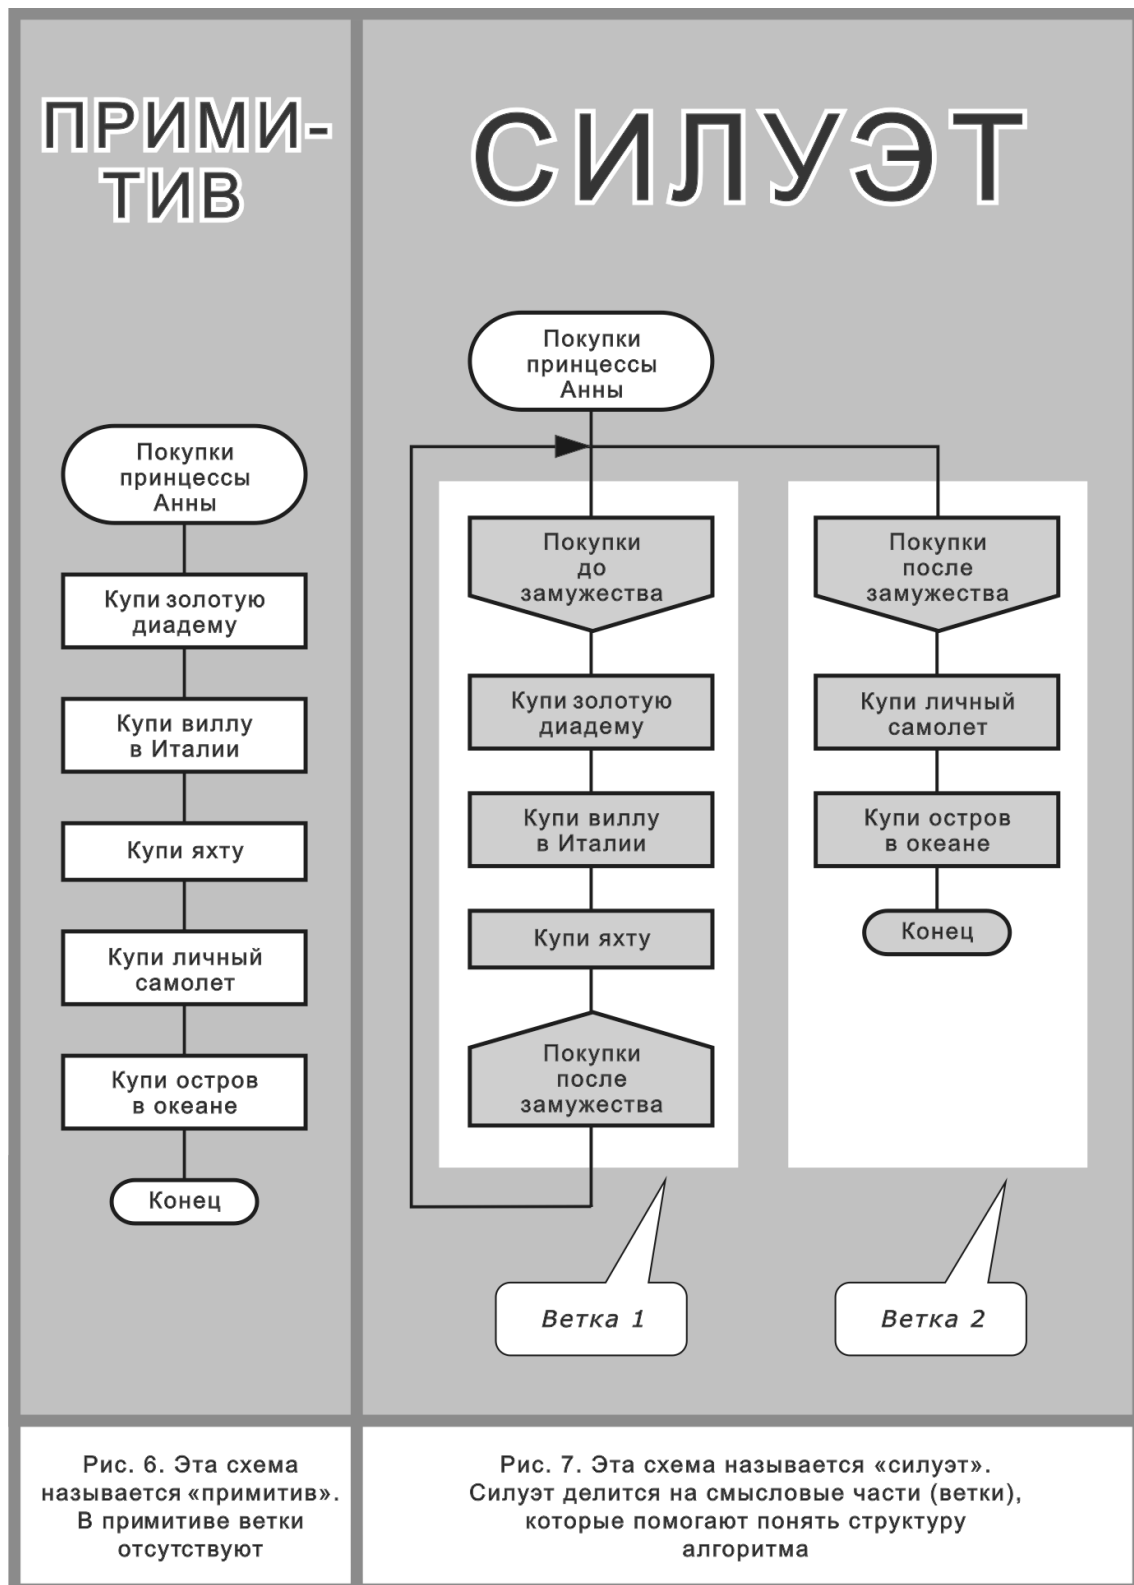 ПРИМИ-
ТИВ
Покупки
принцессы
Анны
Купи золотую
диадему
Купи виллу
в Италии
Купи яхту
Купи личный
самолет
Купи остров
в океане
Конец
Рис. 6. Эта схема
называется «примитив».
В примитиве ветки
отсутствуют
СИЛУЭТ
Покупки
принцессы
Анны
Покупки
до
замужества
Купи золотую
диадему
Купи виллу
в Италии
Купи яхту
Покупки
после
замужества
Ветка 1
Покупки
после
замужества
Купи личный
самолет
Купи остров
в океане
Конец
Ветка 2
Рис. 7. Эта схема называется «силуэт».
Силуэт делится на смысловые части (ветки),
которые помогают понять структуру
алгоритма